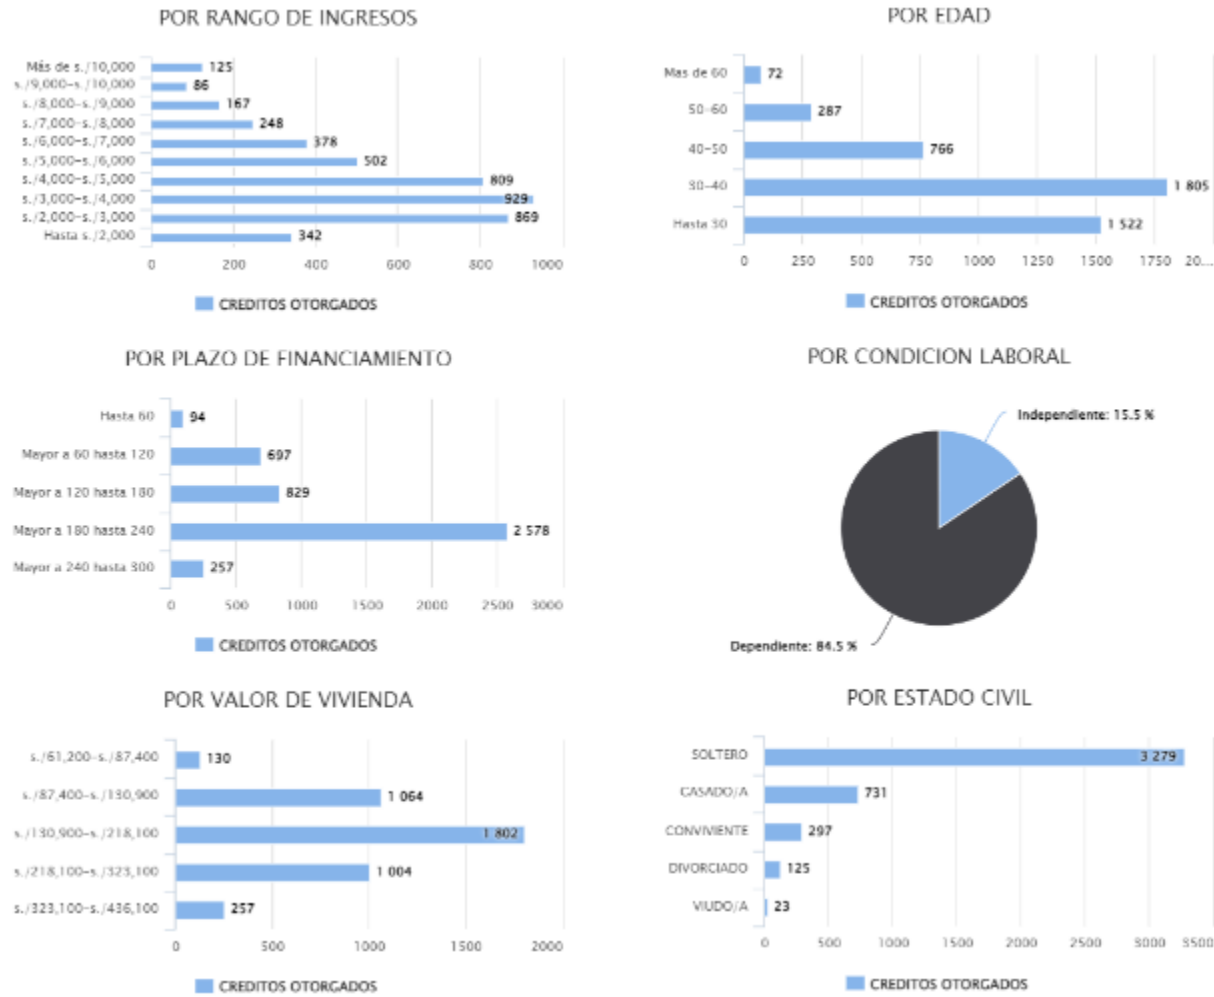 POR RANGO DE INGRESOS
Más de s./10,000
125
s./9,000-s./10,000
86
s./8,000-s./9,000
167
s./7,000-s./8,000
248
s./6,000-s./7,000
378
s./5,000-s./6,000
502
s./4,000-s./5,000
809
s./3,000-s./4,000
929
s./2,000-s./3,000
869
Hasta s./2,000
342
0 200 400 600 800 1000
CREDITOS OTORGADOS
POR EDAD
Mas de 60
72
50-60
287
40-50
766
30-40
1 805
Hasta 30
1 522
0 250 500 750 1000 1250 1500 1750 20...
CREDITOS OTORGADOS
POR PLAZO DE FINANCIAMIENTO
Hasta 60
94
Mayor a 60 hasta 120
697
Mayor a 120 hasta 180
829
Mayor a 180 hasta 240
2 578
Mayor a 240 hasta 300
257
0 500 1000 1500 2000 2500 3000
CREDITOS OTORGADOS
POR CONDICION LABORAL
Independiente: 15.5 %
Dependiente: 84.5 %
POR VALOR DE VIVIENDA
s./61,200-s./87,400
130
s./87,400-s./130,900
1 064
s./130,900-s./218,100
1 802
s./218,100-s./323,100
1 004
s./323,100-s./436,100
257
0 500 1000 1500 2000
CREDITOS OTORGADOS
POR ESTADO CIVIL
SOLTERO
3 279
CASADO/A
731
CONVIVIENTE
297
DIVORCIADO
125
VIUDO/A
23
0 500 1000 1500 2000 2500 3000 3500
CREDITOS OTORGADOS